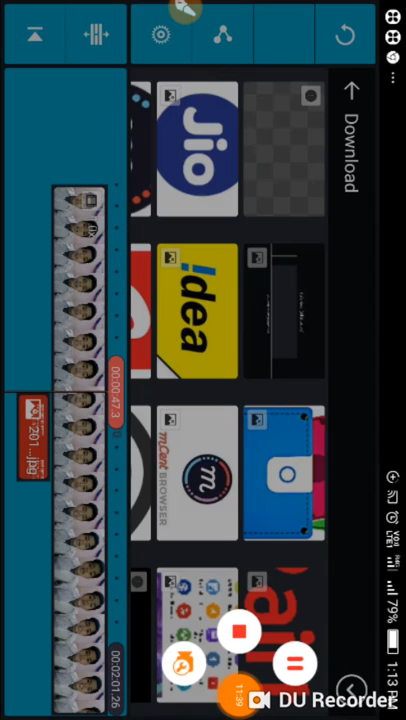 Download
Jio
!dea
mCent BROWSER
m
air
00:00:47.3
201...jpg
00:02:01.26
11:39
DU Recorder
79%
1:13 PM